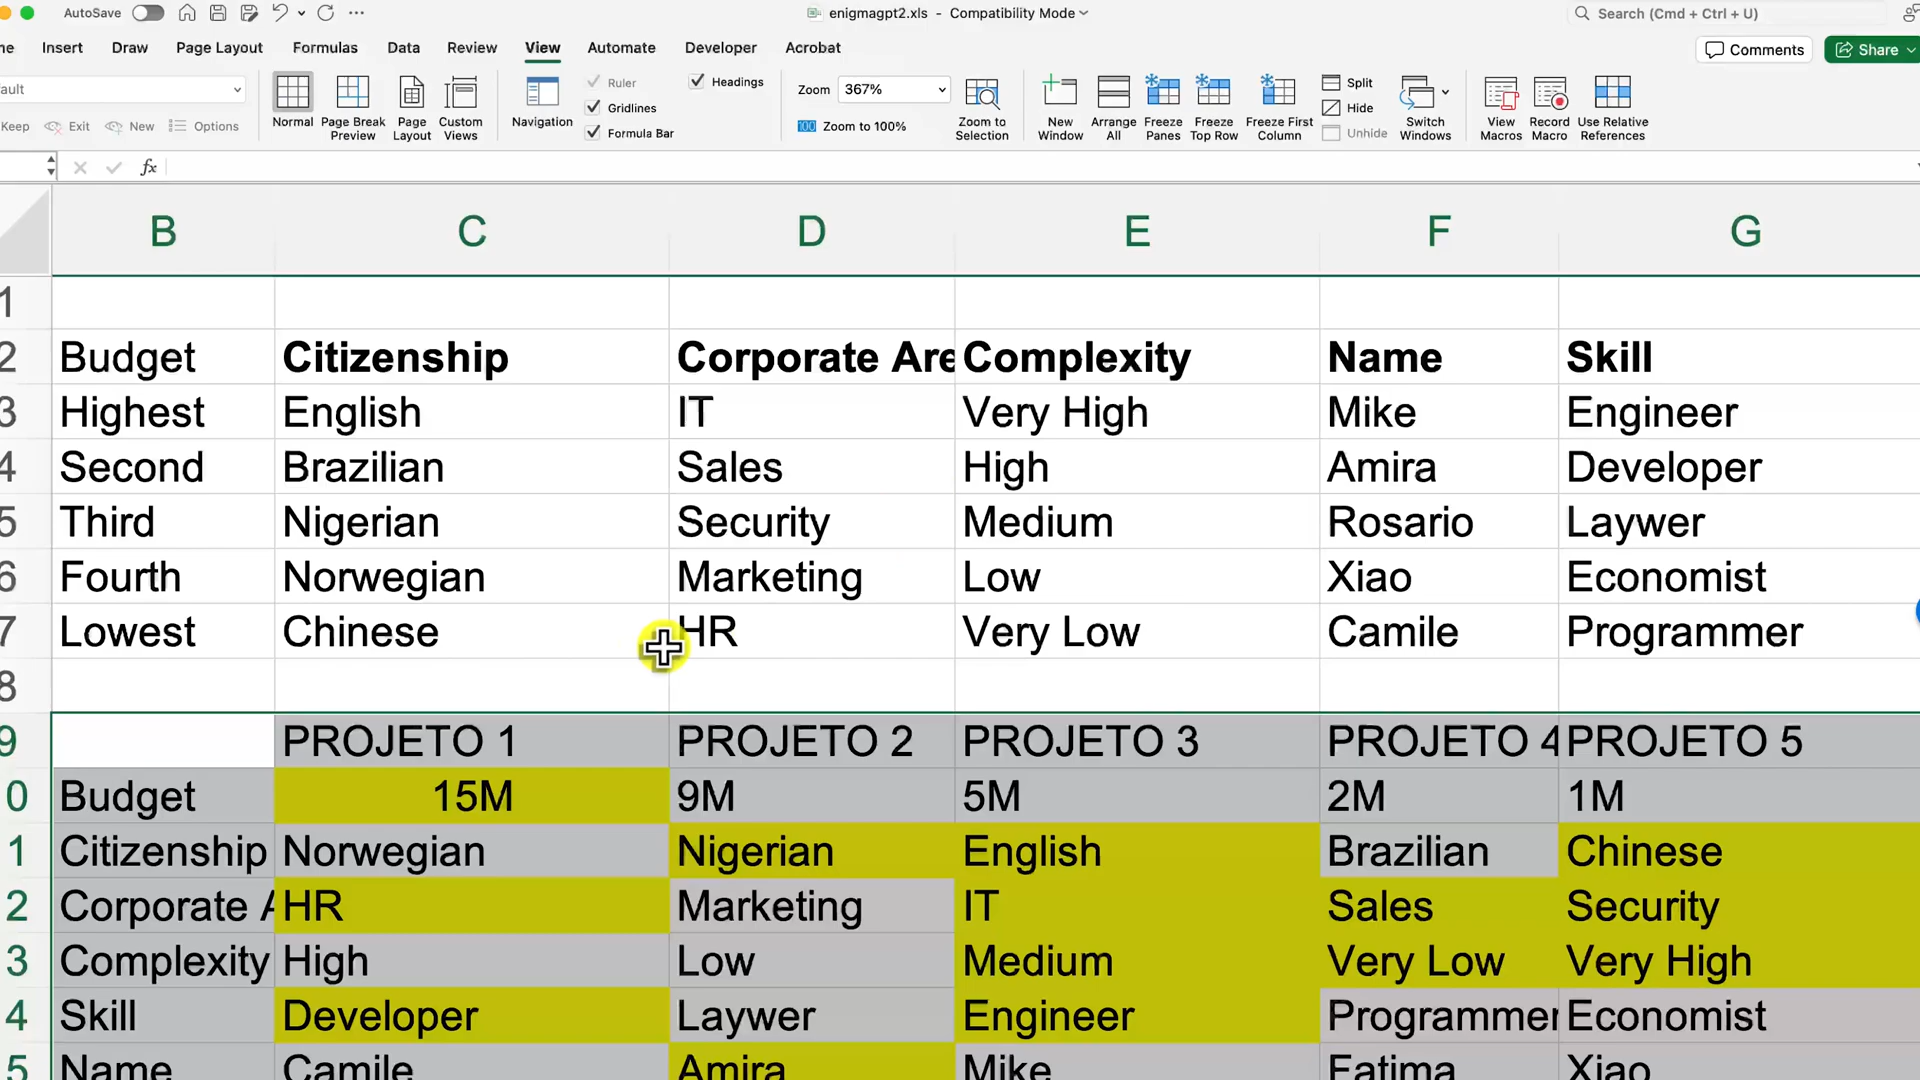 AutoSave
enigmagpt2.xls - Compatibility Mode
Search (Cmd + Ctrl + U)
Insert Draw Page Layout Formulas Data Review View Automate Developer Acrobat
Comments Share
Keep Exit New Options
Normal Page Break Preview Page Layout Custom Views
Navigation
Ruler
Gridlines
Formula Bar
Headings
Zoom 367%
100 Zoom to 100%
Zoom to Selection
New Window Arrange All Freeze Panes Freeze Top Row Freeze First Column
Split
Hide
Unhide
Switch Windows
View Macros Record Macro Use Relative References
fx
B C D E F G
1
2 Budget Citizenship Corporate Are Complexity Name Skill
3 Highest English IT Very High Mike Engineer
4 Second Brazilian Sales High Amira Developer
5 Third Nigerian Security Medium Rosario Laywer
6 Fourth Norwegian Marketing Low Xiao Economist
7 Lowest Chinese HR Very Low Camile Programmer
8
9 PROJETO 1 PROJETO 2 PROJETO 3 PROJETO 4 PROJETO 5
0 Budget 15M 9M 5M 2M 1M
1 Citizenship Norwegian Nigerian English Brazilian Chinese
2 Corporate A HR Marketing IT Sales Security
3 Complexity High Low Medium Very Low Very High
4 Skill Developer Laywer Engineer Programmer Economist
5 Name Camile Amira Mike Fatima Xiao